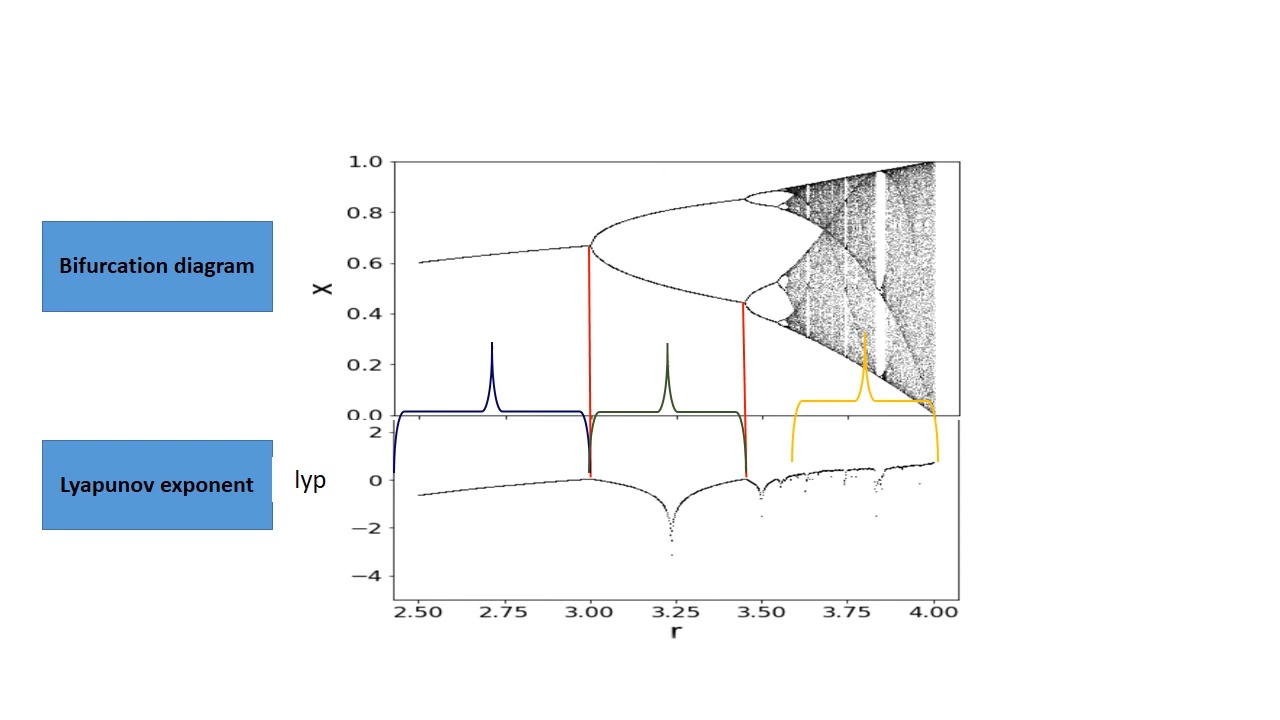 1.0
0.8
Bifurcation diagram
0.6
X
0.4
0.2
0.0
2
Lyapunov exponent
lyp
0
−2
−4
2.50 2.75 3.00 3.25 3.50 3.75 4.00
r